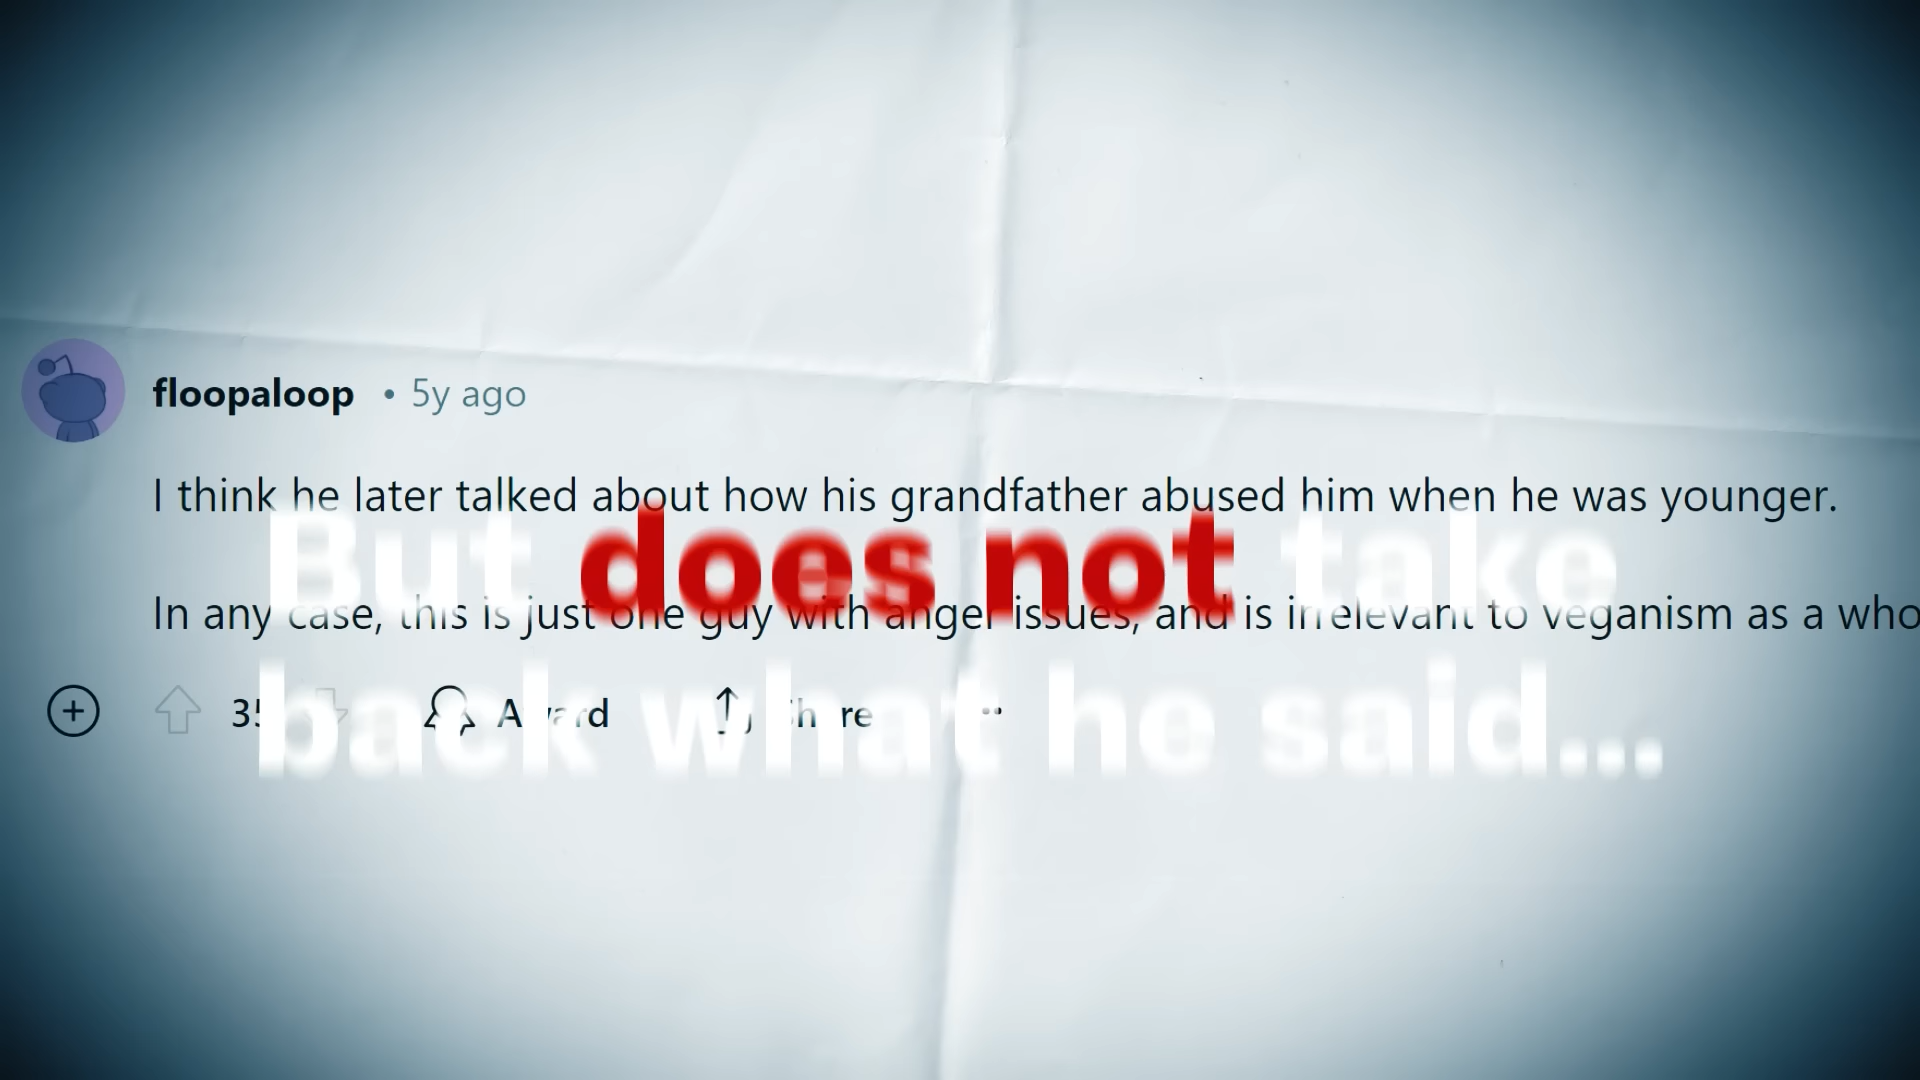 floopaloop • 5y ago
I think he later talked about how his grandfather abused him when he was younger.
But does not take
In any case, this is just one guy with anger issues, and is irrelevant to veganism as a
back what he said...
Award
Share